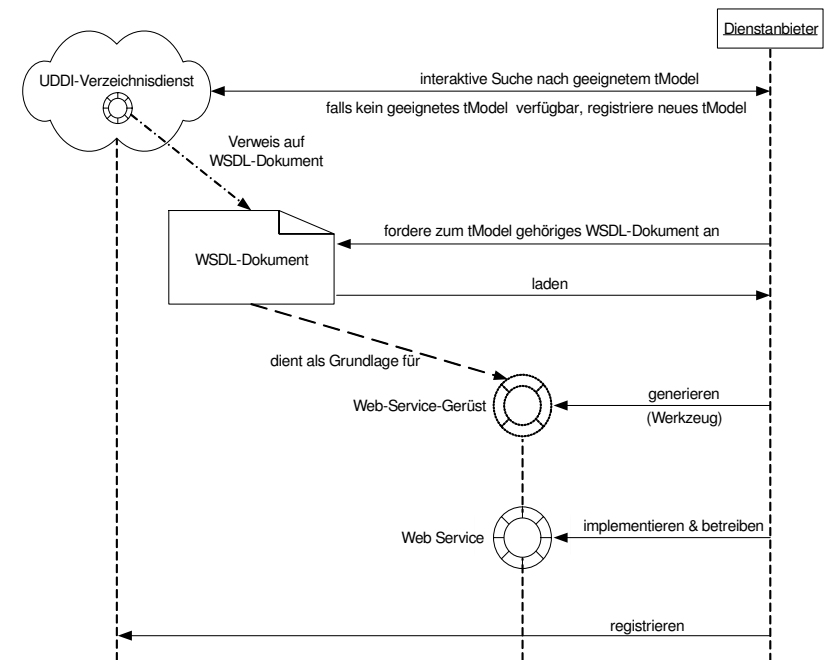 Dienstanbieter
UDDI-Verzeichnisdienst
interaktive Suche nach geeignetem tModel
falls kein geeignetes tModel verfügbar, registriere neues tModel
Verweis auf
WSDL-Dokument
fordere zum tModel gehöriges WSDL-Dokument an
WSDL-Dokument
laden
dient als Grundlage für
generieren
Web-Service-Gerüst
(Werkzeug)
implementieren & betreiben
Web Service
registrieren